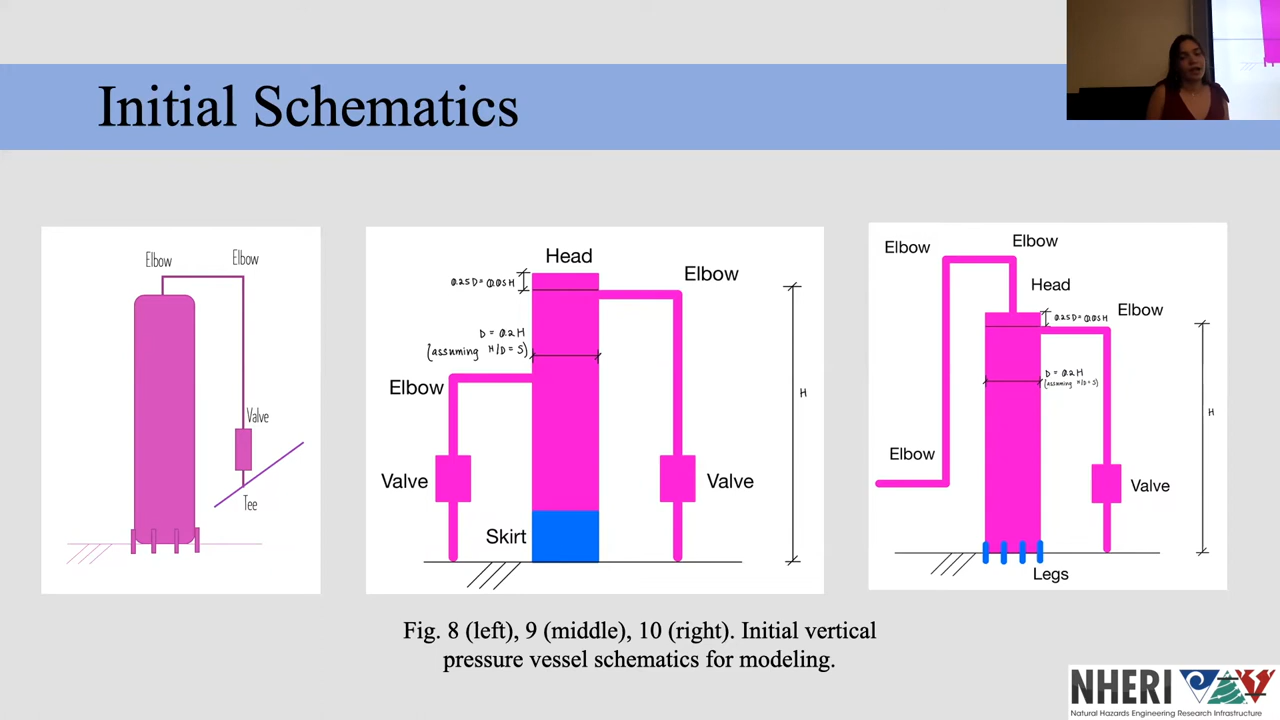 Initial Schematics
Elbow
Elbow
Valve
Tee
Head
0.25D = 0.05H
Elbow
D = 0.2H
(assuming H/D = 5)
Elbow
H
Valve
Valve
Skirt
Elbow
Elbow
Head
0.25D = 0.05H
Elbow
D = 0.2H
(assuming H/D = 5)
H
Elbow
Valve
Legs
Fig. 8 (left), 9 (middle), 10 (right). Initial vertical
pressure vessel schematics for modeling.
NHERI
Natural Hazards Engineering Research Infrastructure